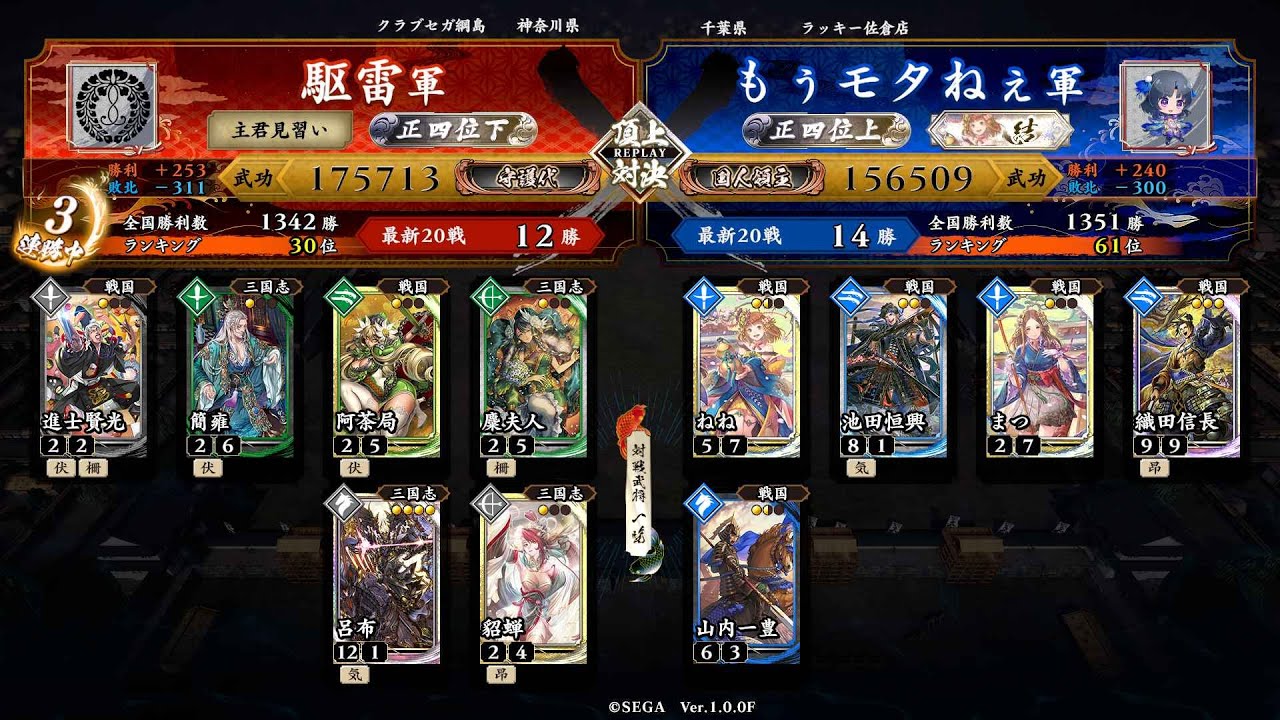 クラブセガ綱島 神奈川県
千葉県 ラッキー佐倉店
駆雷軍
もぅモタねぇ軍
主君見習い
正四位下
頂上
REPLAY
対決
正四位上
結
勝利 +253
敗北 -311
武功
175713
守護代
国人領主
156509
武功
勝利 +240
敗北 -300
3
連勝中
全国勝利数 1342勝
ランキング 30位
最新20戦 12勝
最新20戦 14勝
全国勝利数 1351勝
ランキング 61位
戦国
進士賢光
2 2
伏 柵
三国志
簡雍
2 6
伏
戦国
阿茶局
2 5
伏
三国志
麋夫人
2 5
柵
戦国
ねね
5 7
戦国
池田恒興
8 1
気
戦国
まつ
2 7
戦国
織田信長
9 9
昂
対戦武将一覧
三国志
呂布
12 1
気
三国志
貂蝉
2 4
昂
戦国
山内一豊
6 3
©SEGA Ver.1.0.0F